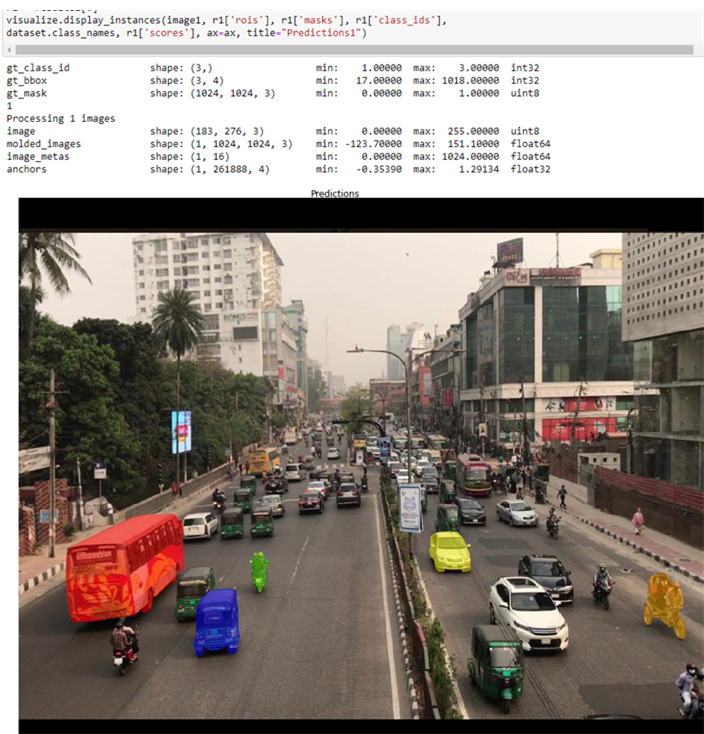 visualize.display_instances(image1, r1['rois'], r1['masks'], r1['class_ids'],
dataset.class_names, r1['scores'], ax=ax, title="Predictions1")
gt_class_id shape: (3,) min: 1.00000 max: 3.00000 int32
gt_bbox shape: (3, 4) min: 17.00000 max: 1018.00000 int32
gt_mask shape: (1024, 1024, 3) min: 0.00000 max: 1.00000 uint8
1
Processing 1 images
image shape: (183, 276, 3) min: 0.00000 max: 255.00000 uint8
molded_images shape: (1, 1024, 1024, 3) min: -123.70000 max: 151.10000 float64
image_metas shape: (1, 16) min: 0.00000 max: 1024.00000 float64
anchors shape: (1, 261888, 4) min: -0.35390 max: 1.29134 float32
Predictions